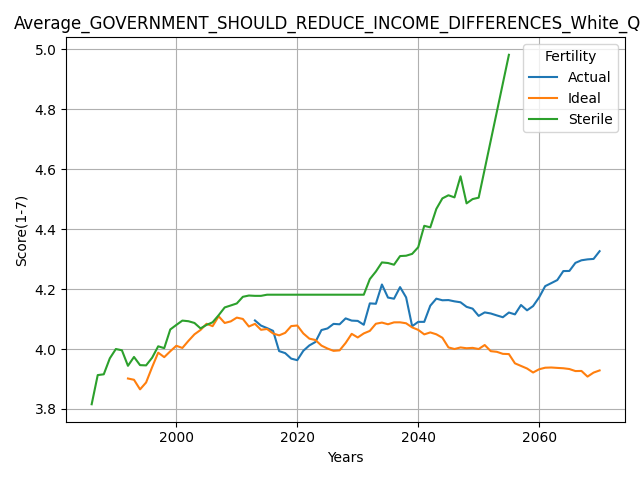 Average_GOVERNMENT_SHOULD_REDUCE_INCOME_DIFFERENCES_White_Q
5.0
4.8
4.6
4.4
4.2
4.0
3.8
Score(1-7)
Fertility
Actual
Ideal
Sterile
2000 2020 2040 2060
Years